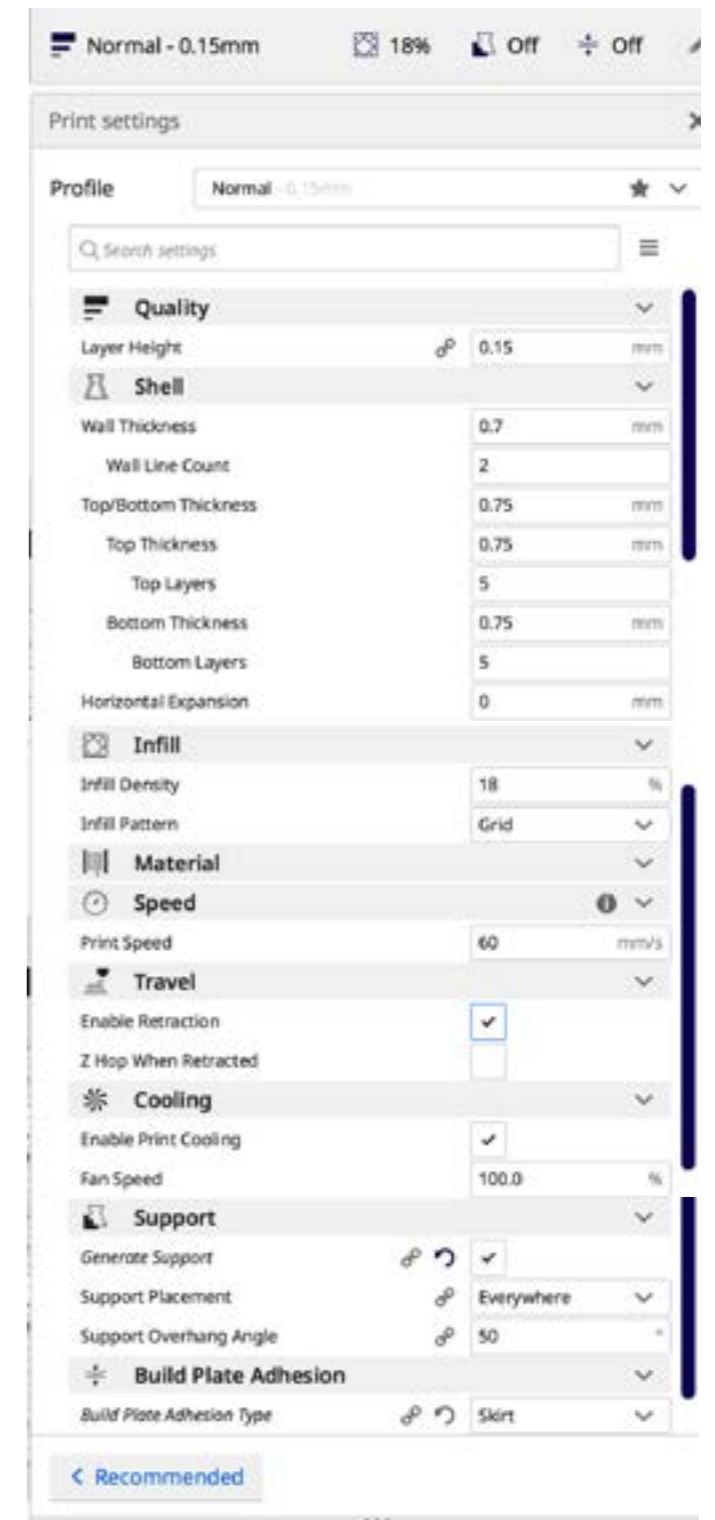 Normal - 0.15mm 18% Off Off
Print settings
Profile Normal - 0.15mm
Search settings
Quality
Layer Height 0.15 mm
Shell
Wall Thickness 0.7 mm
Wall Line Count 2
Top/Bottom Thickness 0.75 mm
Top Thickness 0.75 mm
Top Layers 5
Bottom Thickness 0.75 mm
Bottom Layers 5
Horizontal Expansion 0 mm
Infill
Infill Density 18 %
Infill Pattern Grid
Material
Speed
Print Speed 60 mm/s
Travel
Enable Retraction
Z Hop When Retracted
Cooling
Enable Print Cooling
Fan Speed 100.0 %
Support
Generate Support
Support Placement Everywhere
Support Overhang Angle 50 °
Build Plate Adhesion
Build Plate Adhesion Type Skirt
Recommended